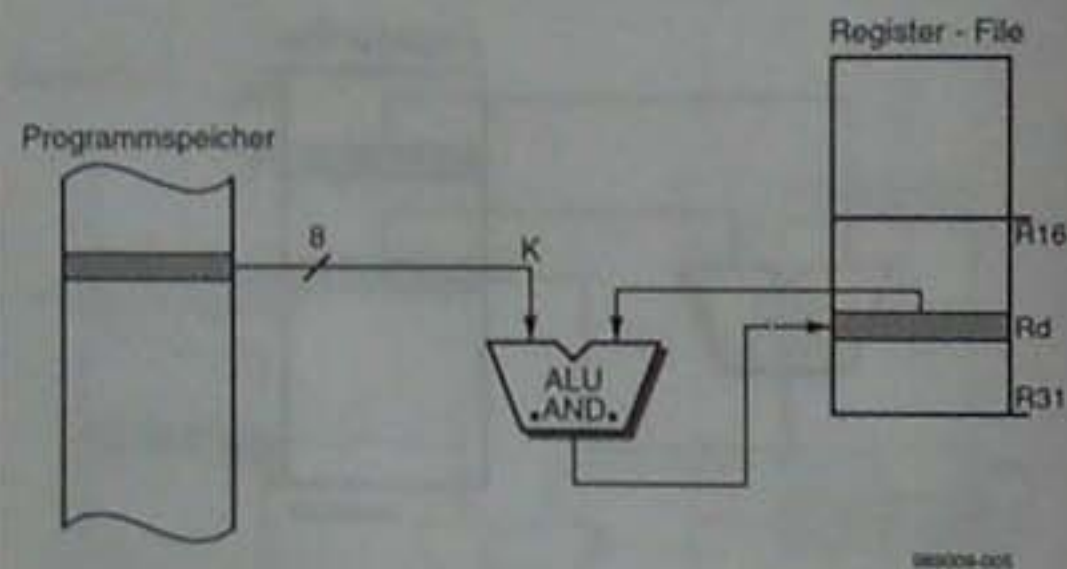 Register - File
Programmspeicher
8
K
R16
Rd
ALU
.AND.
R31